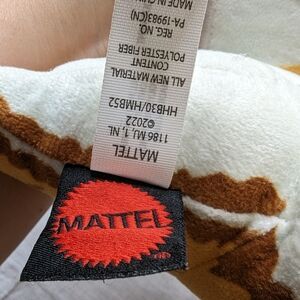 MATTEL
1186 MJ, 1, NL
©2022
HHB30/HMB52
ALL NEW MATERIAL
CONTENT
POLYESTER FIBER
REG. NO.
PA-19983(CN)
MADE IN CHINA
MATTEL